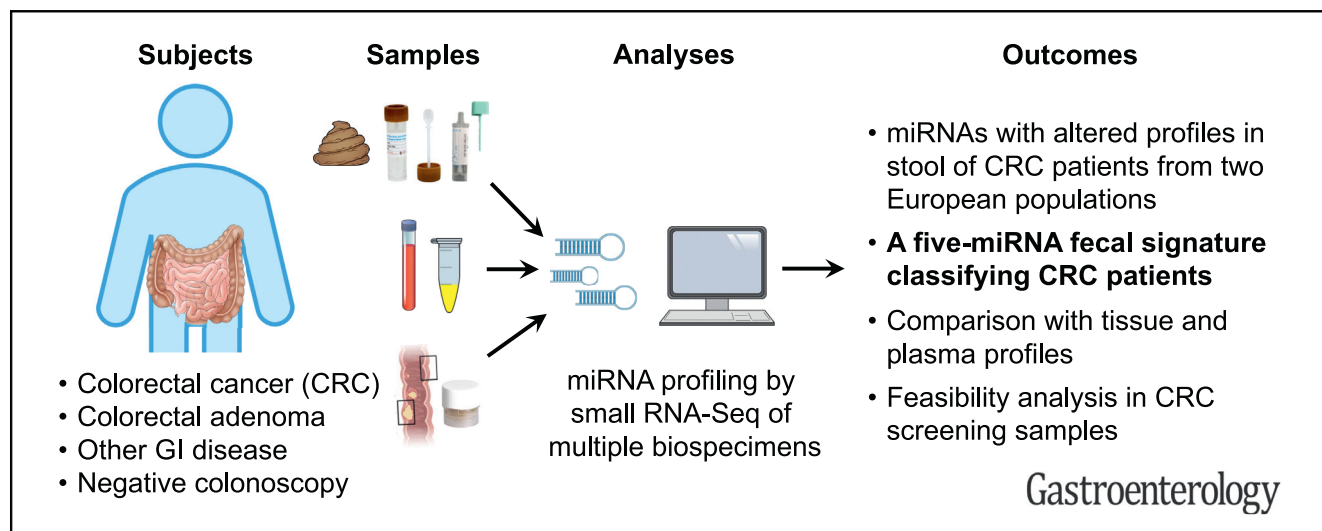 Subjects
Samples
Analyses
Outcomes
• Colorectal cancer (CRC)
• Colorectal adenoma
• Other GI disease
• Negative colonoscopy
miRNA profiling by
small RNA-Seq of
multiple biospecimens
• miRNAs with altered profiles in
stool of CRC patients from two
European populations
• A five-miRNA fecal signature
classifying CRC patients
• Comparison with tissue and
plasma profiles
• Feasibility analysis in CRC
screening samples
Gastroenterology